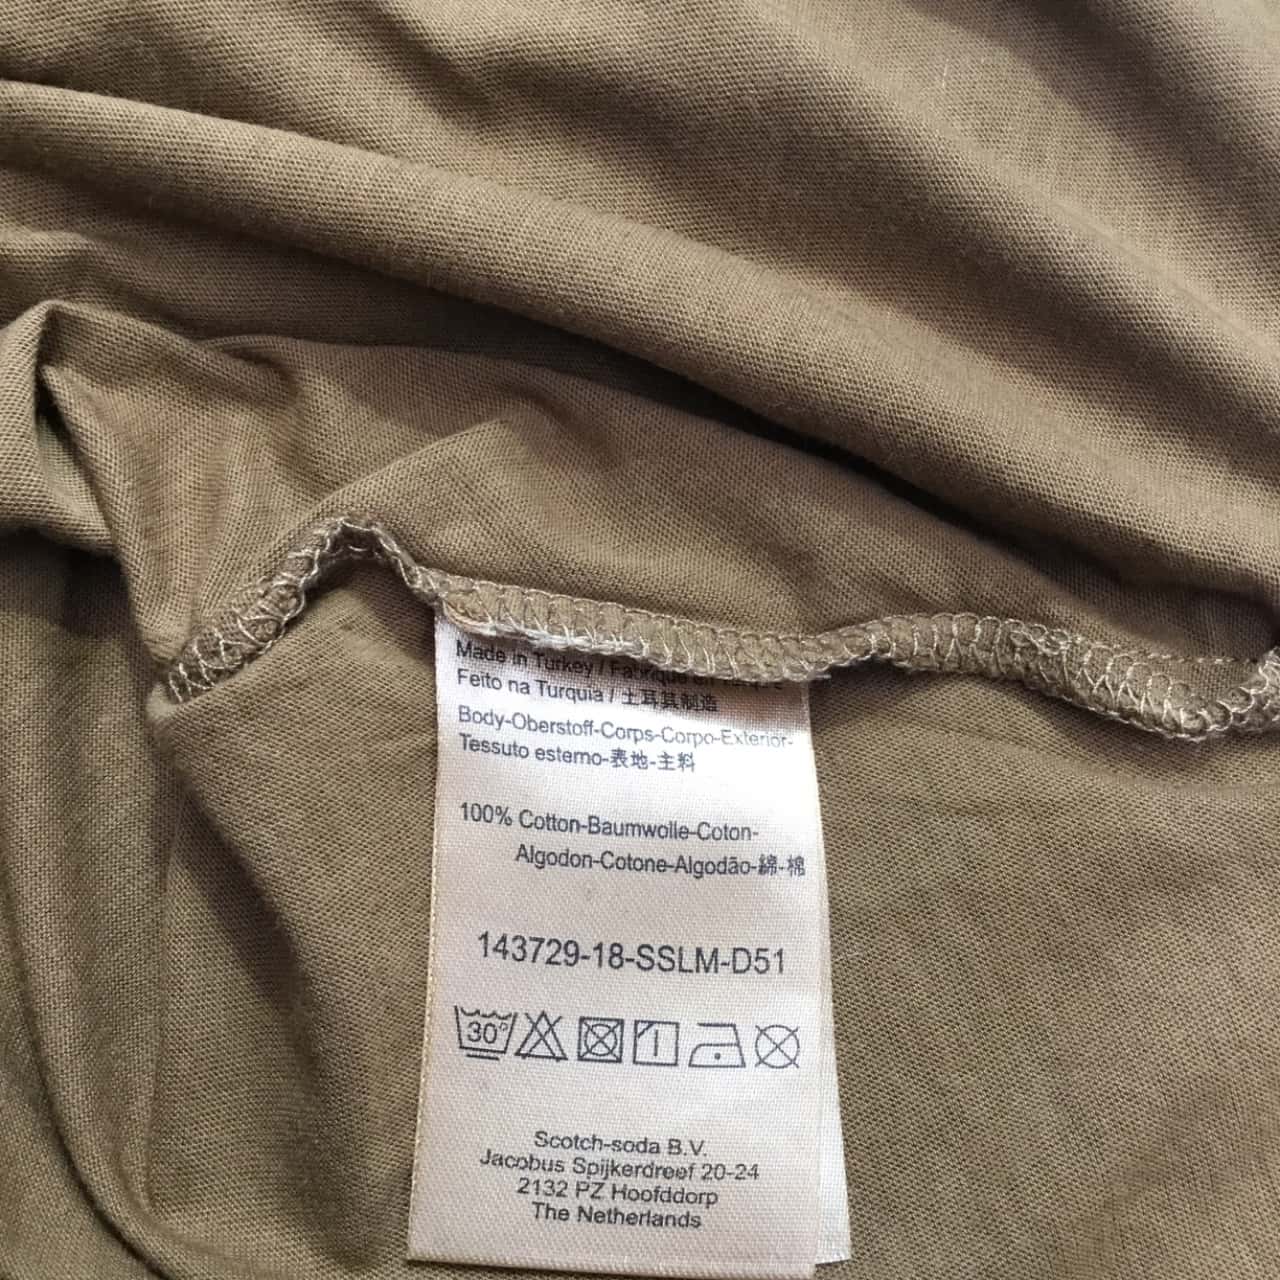 Made in Turkey / Fabriqué
Feito na Turquia / 土耳其制造
Body-Oberstoff-Corps-Corpo-Exterior-
Tessuto esterno-表地-主料
100% Cotton-Baumwolle-Coton-
Algodon-Cotone-Algodão-綿-棉
143729-18-SSLM-D51
30°
Scotch-soda B.V.
Jacobus Spijkerdreef 20-24
2132 PZ Hoofddorp
The Netherlands